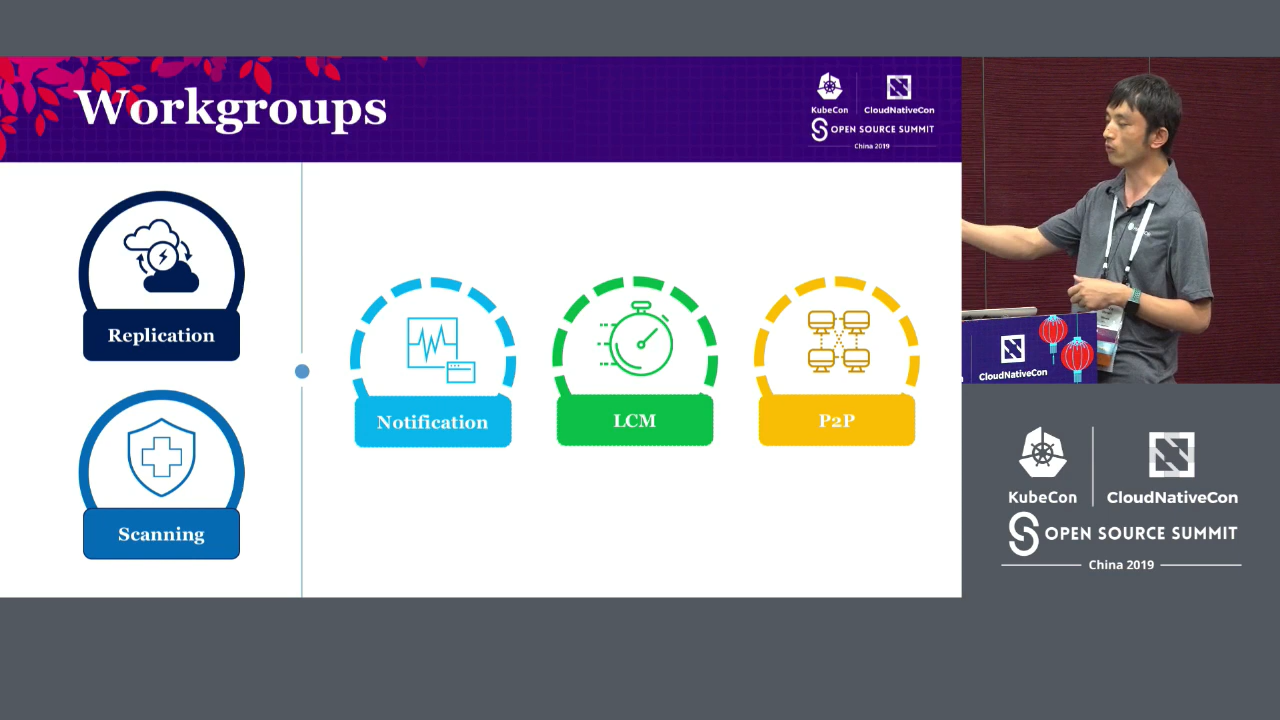 Workgroups
KubeCon
CloudNativeCon
OPEN SOURCE SUMMIT
China 2019
Replication
Scanning
Notification
LCM
P2P
CloudNativeCon
KubeCon
CloudNativeCon
OPEN SOURCE SUMMIT
China 2019